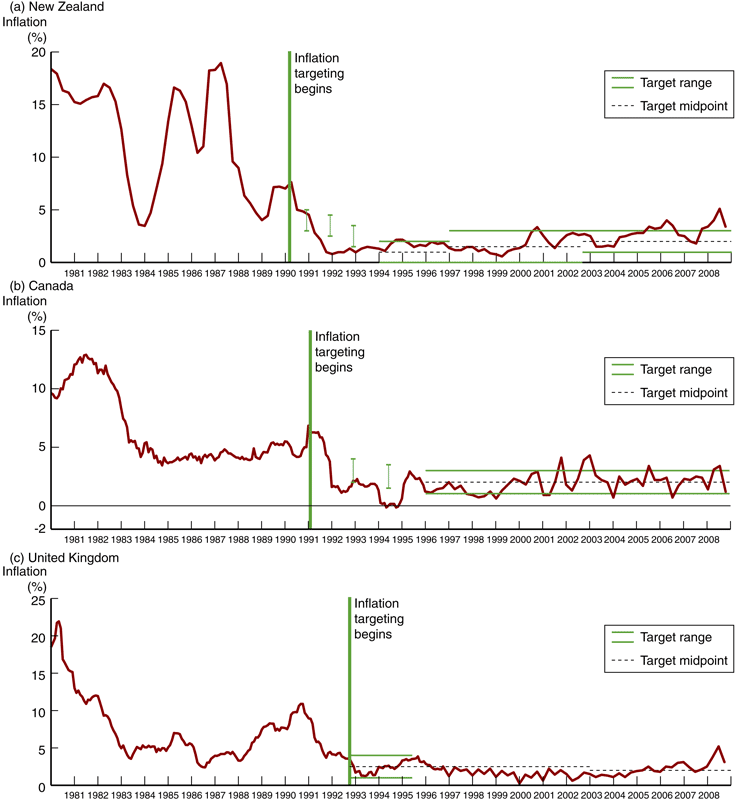 (a) New Zealand
Inflation
(%)
20
15
10
5
0
Inflation
targeting
begins
Target range
Target midpoint
1981 1982 1983 1984 1985 1986 1987 1988 1989 1990 1991 1992 1993 1994 1995 1996 1997 1998 1999 2000 2001 2002 2003 2004 2005 2006 2007 2008
(b) Canada
Inflation
(%)
15
10
5
0
-2
Inflation
targeting
begins
Target range
Target midpoint
1981 1982 1983 1984 1985 1986 1987 1988 1989 1990 1991 1992 1993 1994 1995 1996 1997 1998 1999 2000 2001 2002 2003 2004 2005 2006 2007 2008
(c) United Kingdom
Inflation
(%)
25
20
15
10
5
0
Inflation
targeting
begins
Target range
Target midpoint
1981 1982 1983 1984 1985 1986 1987 1988 1989 1990 1991 1992 1993 1994 1995 1996 1997 1998 1999 2000 2001 2002 2003 2004 2005 2006 2007 2008